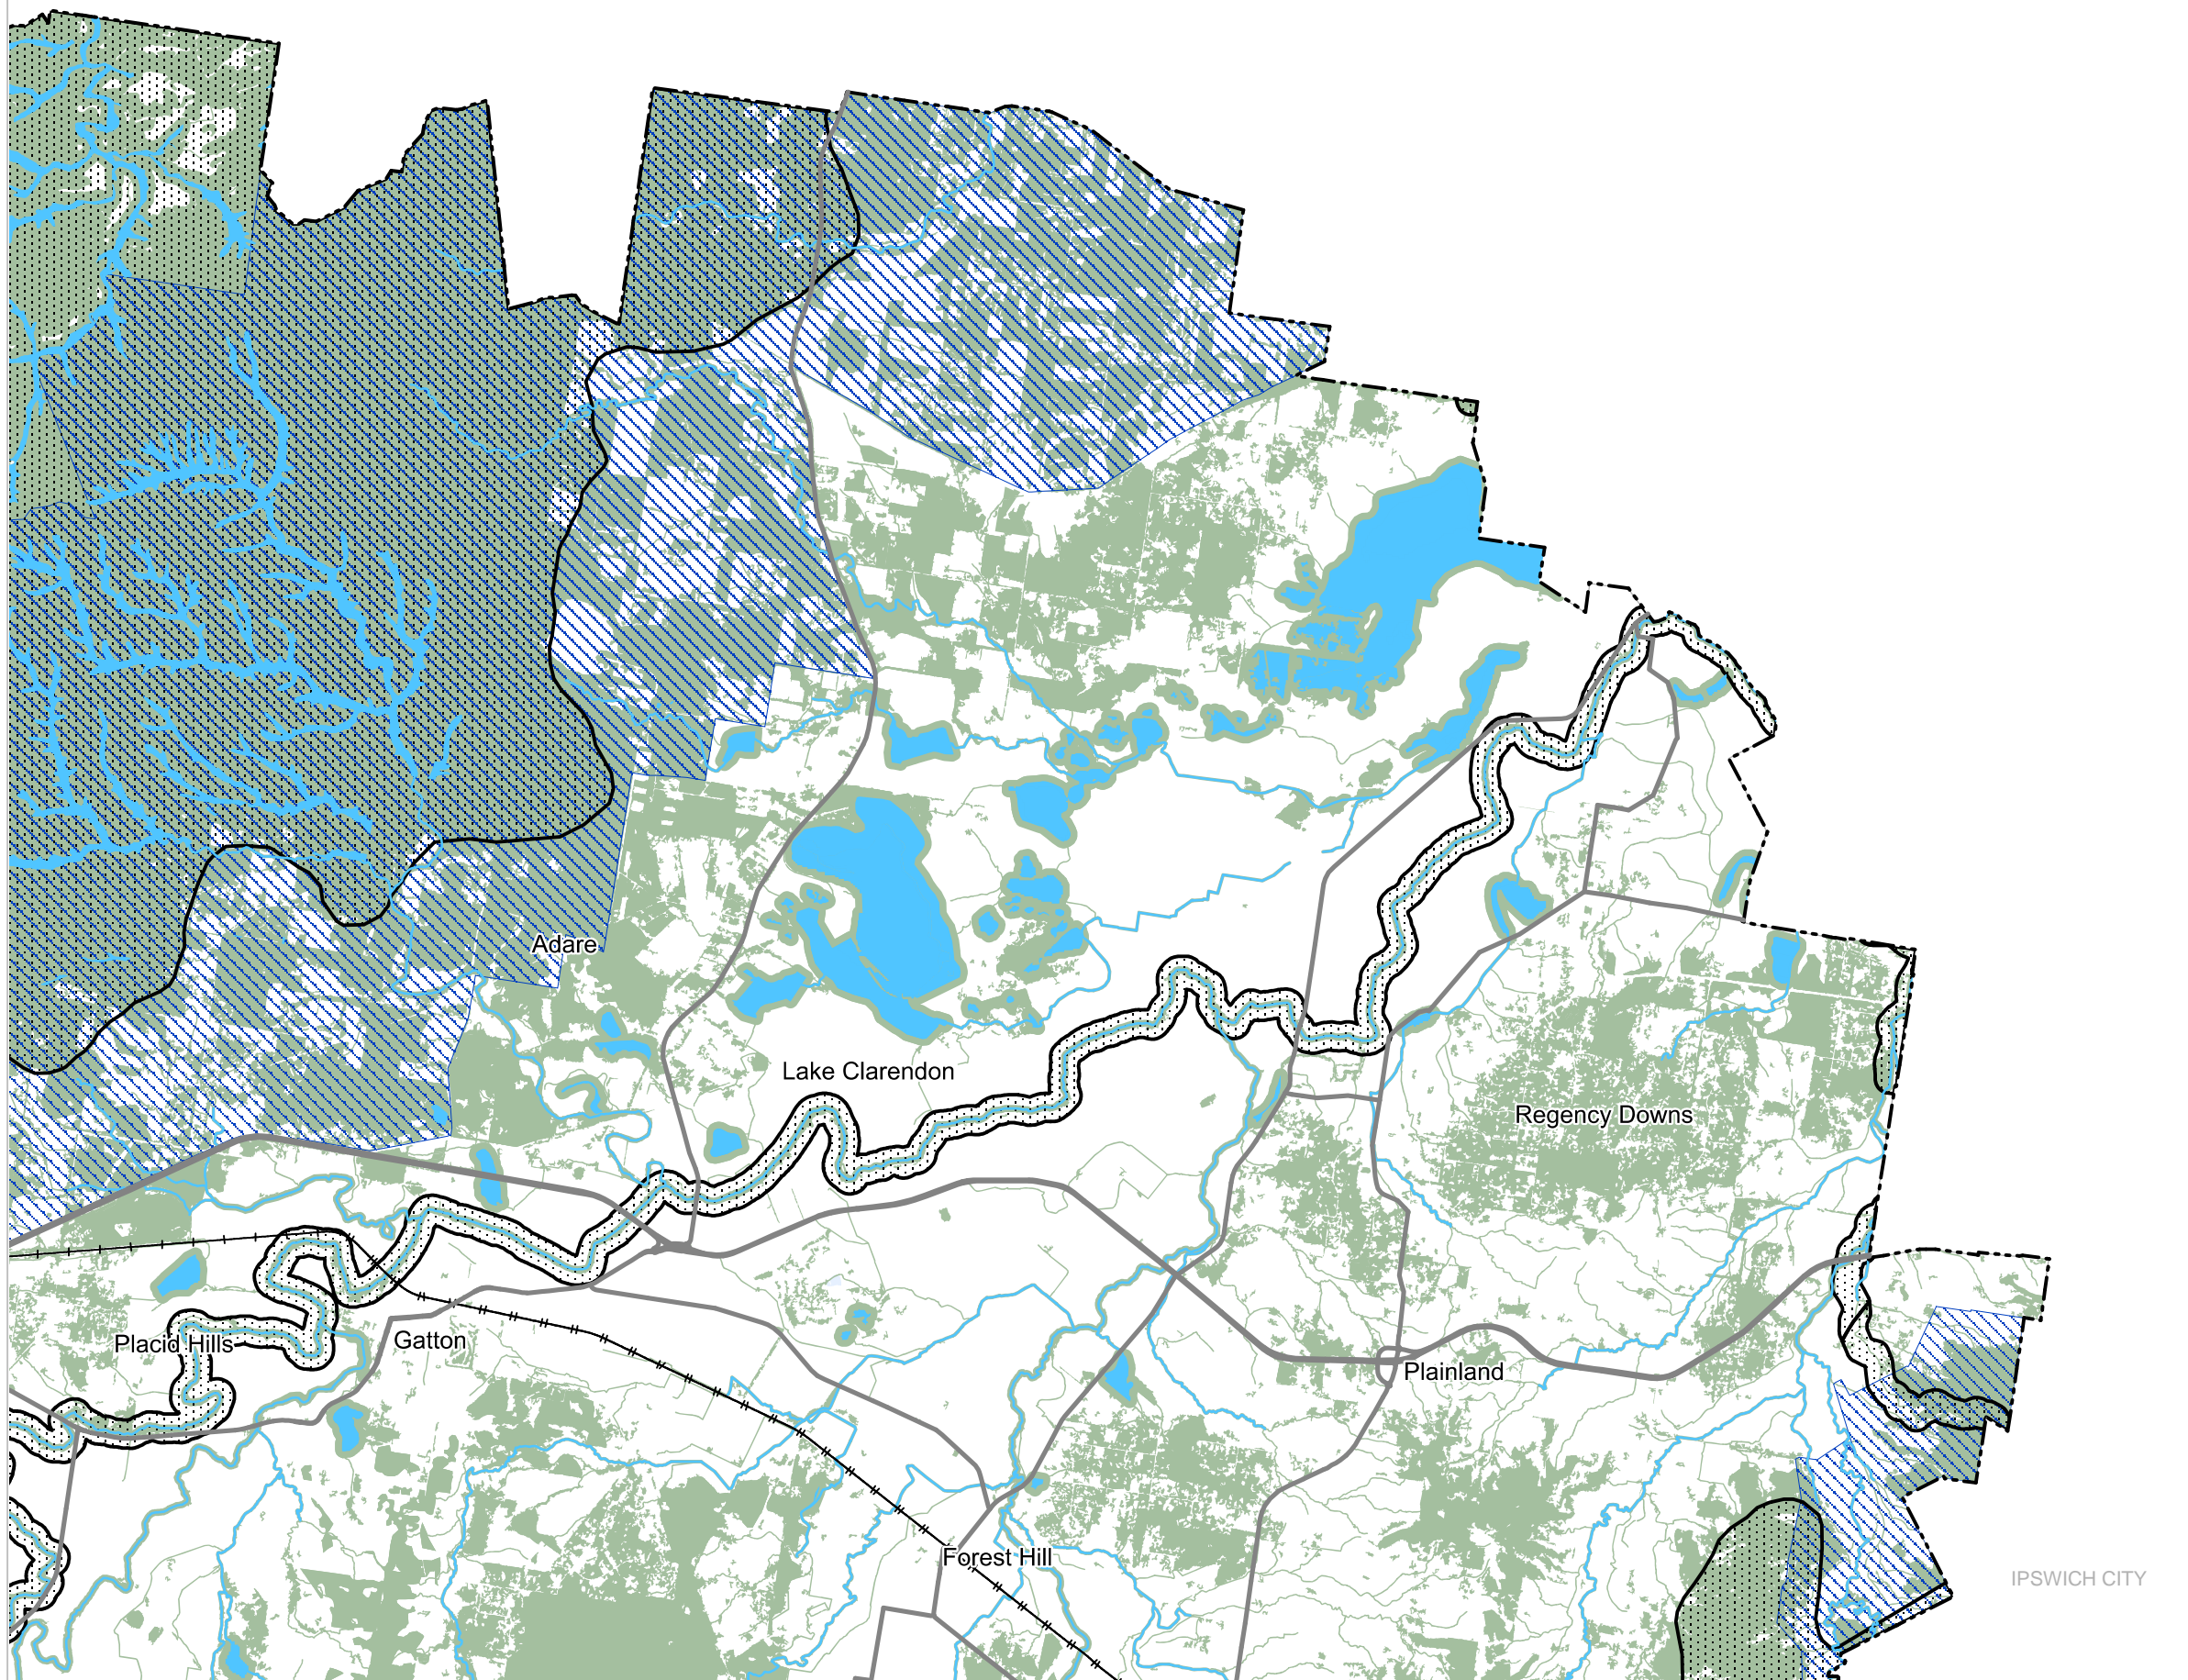 Adare
Lake Clarendon
Regency Downs
Placid Hills
Gatton
Plainland
Forest Hill
IPSWICH CITY